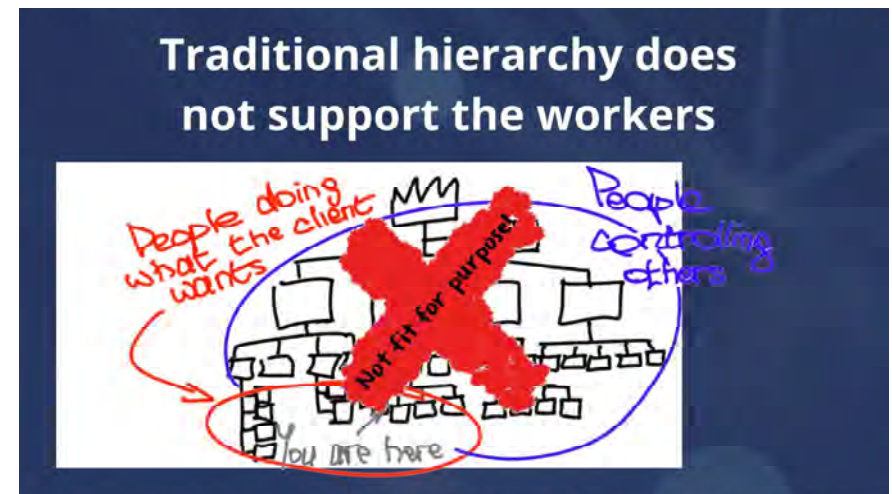 Traditional hierarchy does
not support the workers
People doing
what the client
wants
People
controlling
others
Not fit for purpose!
You are here